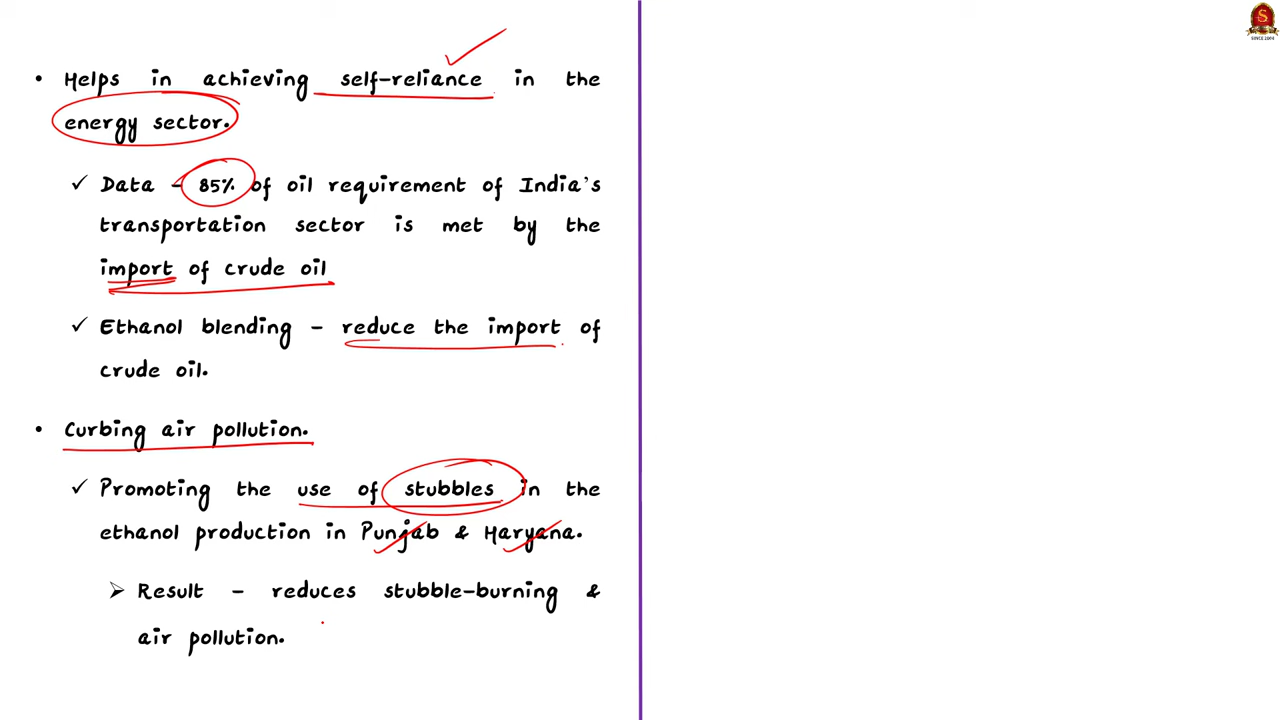 • Helps in achieving self-reliance in the
energy sector.
✓ Data – 85% of oil requirement of India's
transportation sector is met by the
import of crude oil
✓ Ethanol blending – reduce the import of
crude oil.
• Curbing air pollution.
✓ Promoting the use of stubbles in the
ethanol production in Punjab & Haryana.
➢ Result – reduces stubble-burning &
air pollution.
S
SINCE 2004